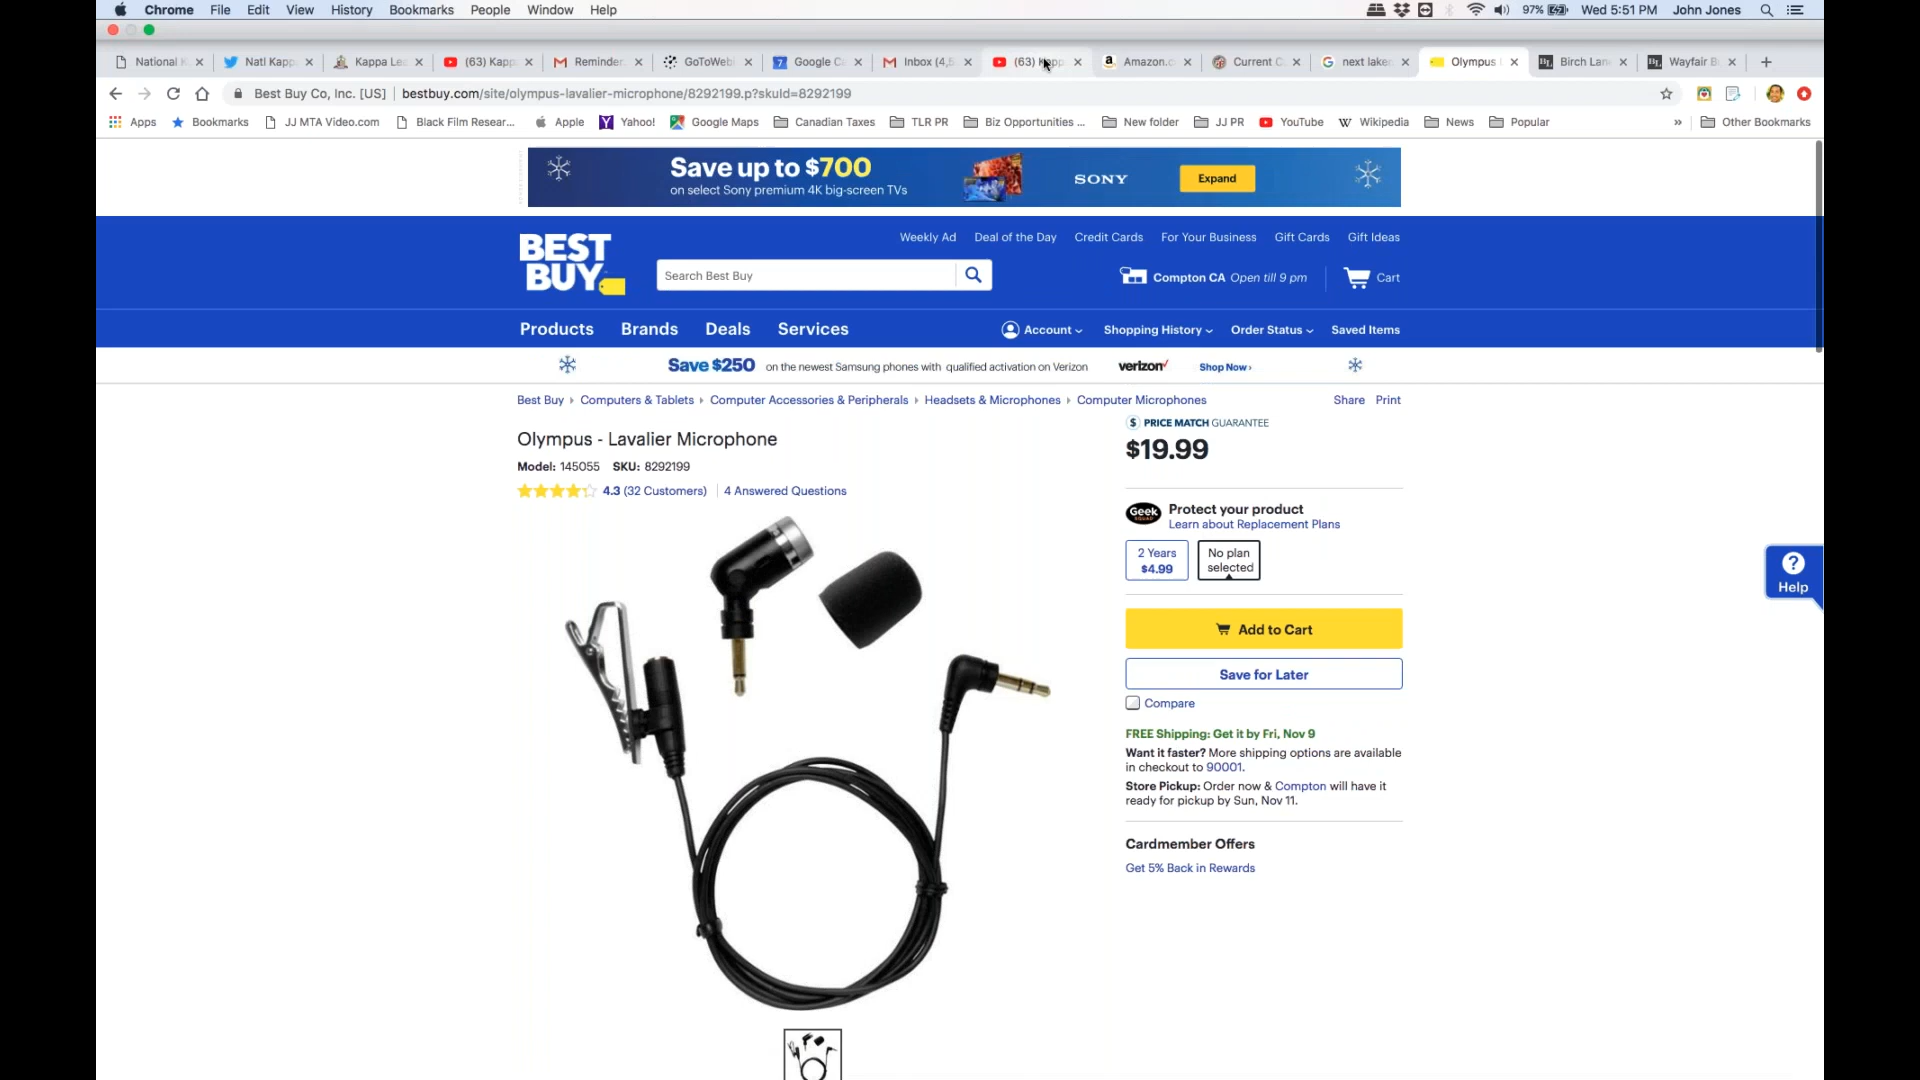 Chrome File Edit View History Bookmarks People Window Help 97% Wed 5:51 PM John Jones
National Natl Kapp Kappa Le (63) Kapp Reminder GoToWeb Google C Inbox (4, (63) Amazon.c Current C next lake Olympus Birch Lan Wayfair B
Best Buy Co, Inc. [US] bestbuy.com/site/olympus-lavalier-microphone/8292199.p?skuId=8292199
Apps Bookmarks JJ MTA Video.com Black Film Resear... Apple Yahoo! Google Maps Canadian Taxes TLR PR Biz Opportunities ... New folder JJ PR YouTube Wikipedia News Popular » Other Bookmarks
Save up to $700
on select Sony premium 4K big-screen TVs
SONY
Expand
BEST BUY
Weekly Ad Deal of the Day Credit Cards For Your Business Gift Cards Gift Ideas
Search Best Buy
Compton CA Open till 9 pm Cart
Products Brands Deals Services Account Shopping History Order Status Saved Items
Save $250 on the newest Samsung phones with qualified activation on Verizon verizon Shop Now ›
Best Buy Computers & Tablets Computer Accessories & Peripherals Headsets & Microphones Computer Microphones Share Print
Olympus - Lavalier Microphone
Model: 145055 SKU: 8292199
4.3 (32 Customers) 4 Answered Questions
$ PRICE MATCH GUARANTEE
$19.99
Geek SQUAD
Protect your product
Learn about Replacement Plans
2 Years
$4.99
No plan
selected
Add to Cart
Save for Later
Compare
FREE Shipping: Get it by Fri, Nov 9
Want it faster? More shipping options are available
in checkout to 90001.
Store Pickup: Order now & Compton will have it
ready for pickup by Sun, Nov 11.
Cardmember Offers
Get 5% Back in Rewards
?
Help